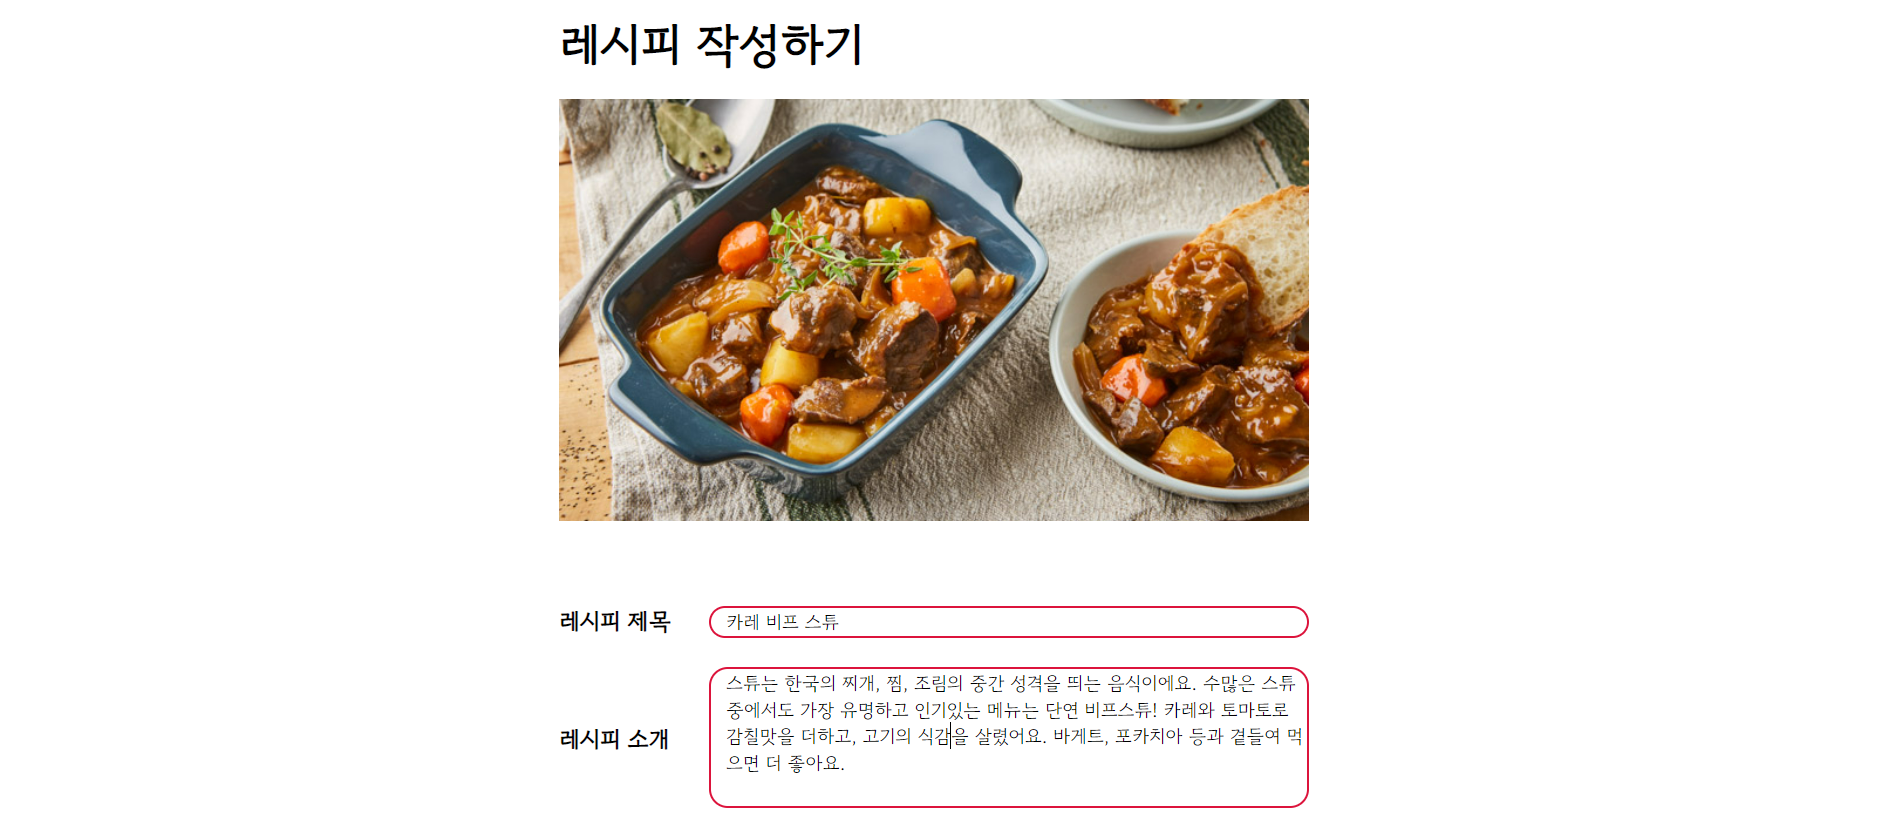 레시피 작성하기
레시피 제목
카레 비프 스튜
레시피 소개
스튜는 한국의 찌개, 찜, 조림의 중간 성격을 띄는 음식이에요. 수많은 스튜
중에서도 가장 유명하고 인기있는 메뉴는 단연 비프스튜! 카레와 토마토로
감칠맛을 더하고, 고기의 식감을 살렸어요. 바게트, 포카치아 등과 곁들여 먹
으면 더 좋아요.